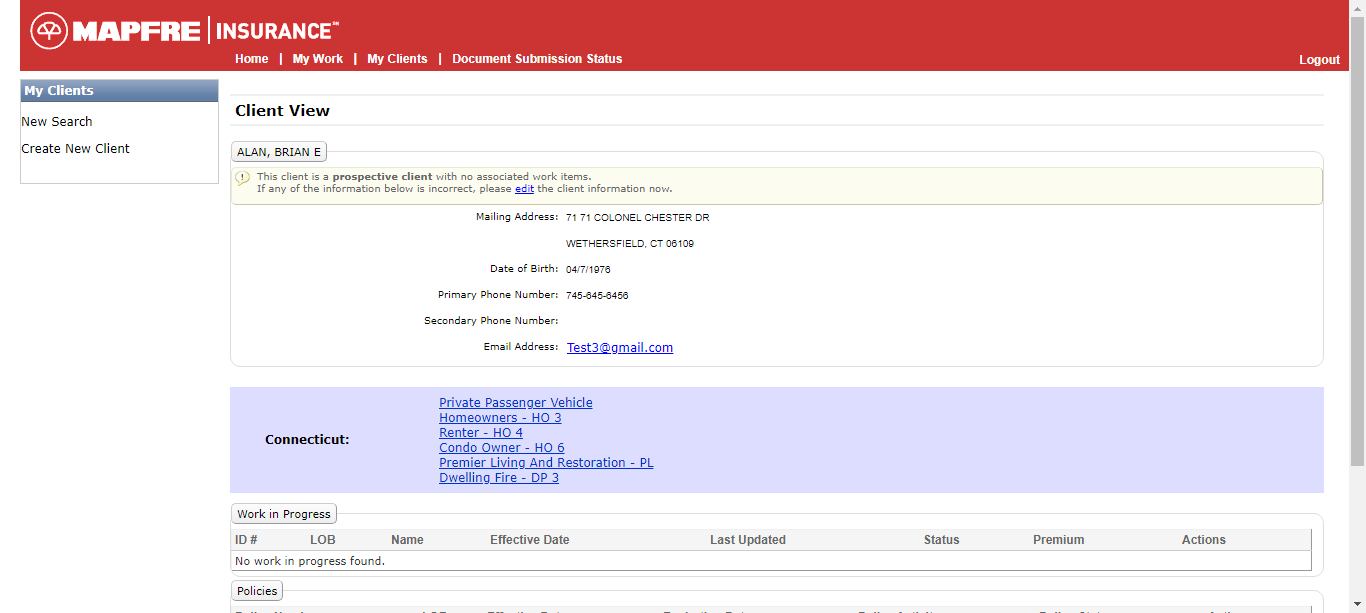 MAPFRE | INSURANCE℠
Home | My Work | My Clients | Document Submission Status
Logout
My Clients
New Search
Create New Client
Client View
ALAN, BRIAN E
This client is a prospective client with no associated work items.
If any of the information below is incorrect, please edit the client information now.
Mailing Address: 71 71 COLONEL CHESTER DR
WETHERSFIELD, CT 06109
Date of Birth: 04/7/1976
Primary Phone Number: 745-645-6456
Secondary Phone Number:
Email Address: Test3@gmail.com
Connecticut:
Private Passenger Vehicle
Homeowners - HO 3
Renter - HO 4
Condo Owner - HO 6
Premier Living And Restoration - PL
Dwelling Fire - DP 3
Work in Progress
ID # LOB Name Effective Date Last Updated Status Premium Actions
No work in progress found.
Policies